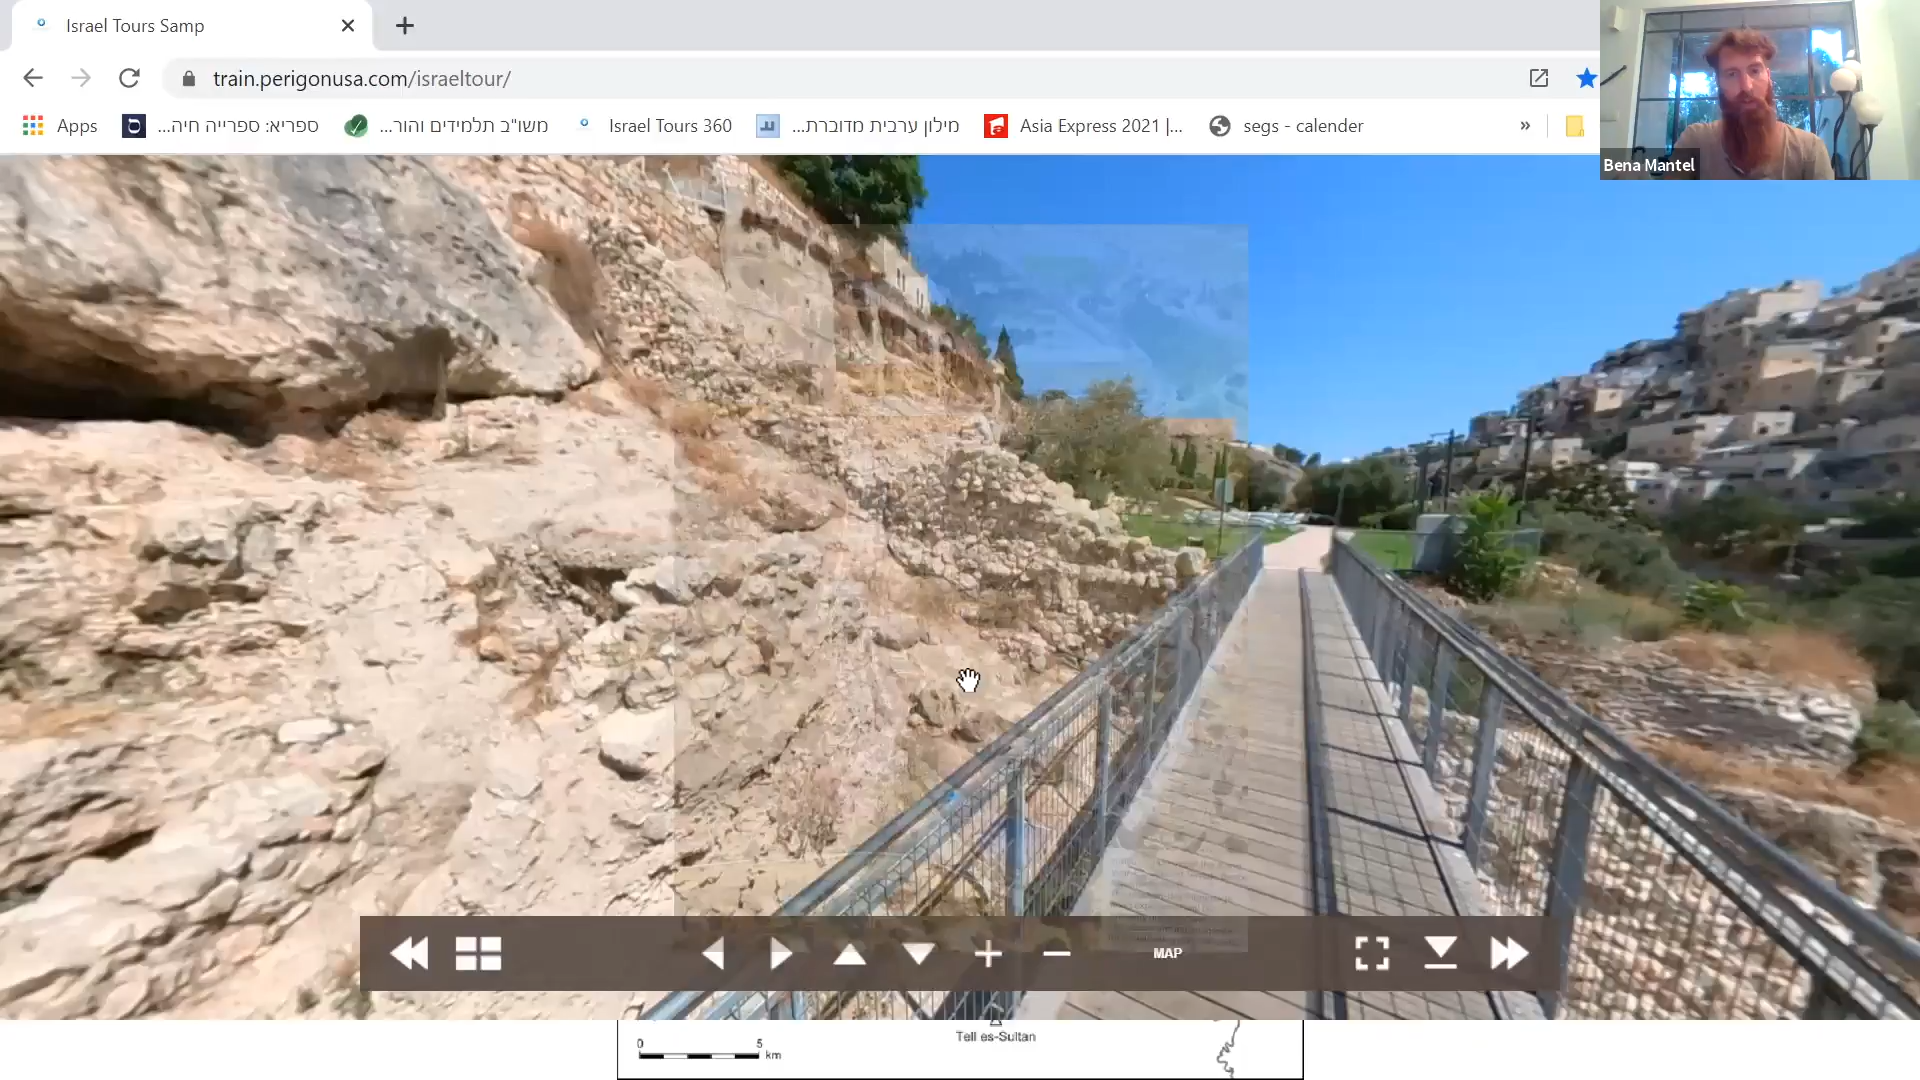 Israel Tours Samp
train.perigonusa.com/israeltour/
Apps
ספריא: ספרייה חיה...
משו"ב תלמידים והור...
Israel Tours 360
מילון ערבית מדוברת...
Asia Express 2021 |...
segs - calender
»
Bena Mantel
MAP
Tell es-Sultan
0 5
km